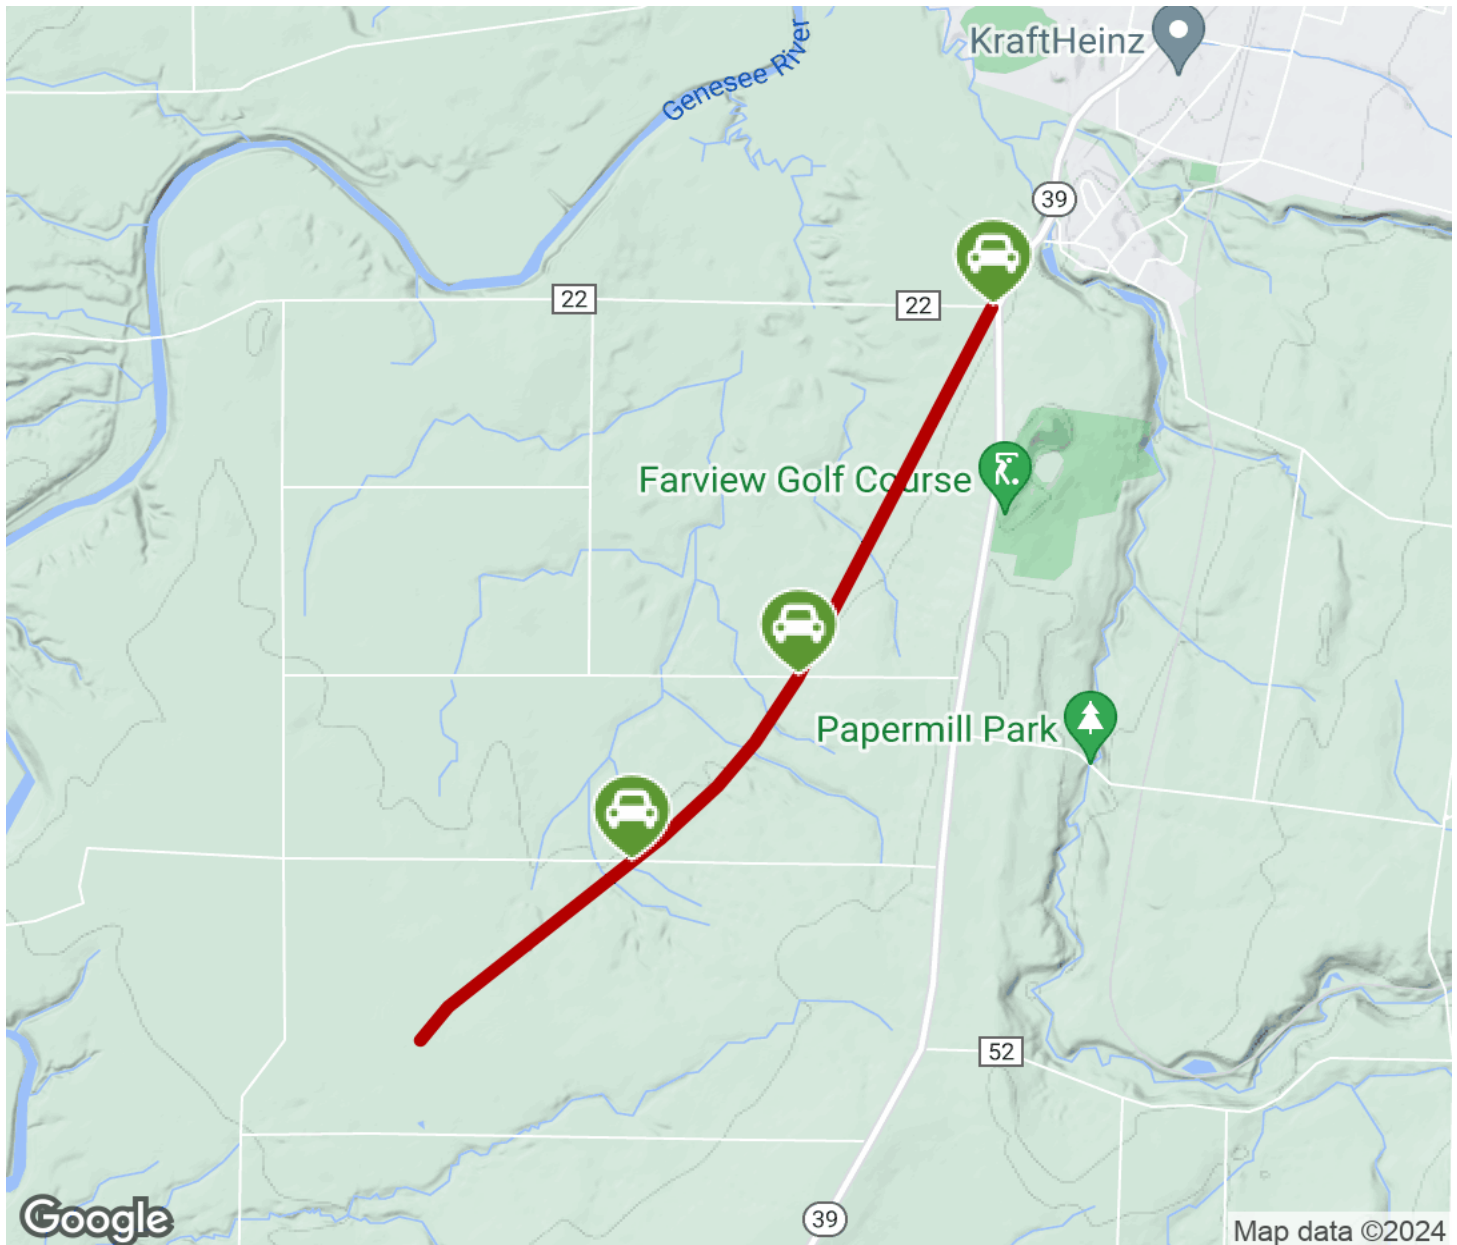 KraftHeinz
Genesee River
39
22
22
Farview Golf Course
Papermill Park
52
39
Google
Map data ©2024